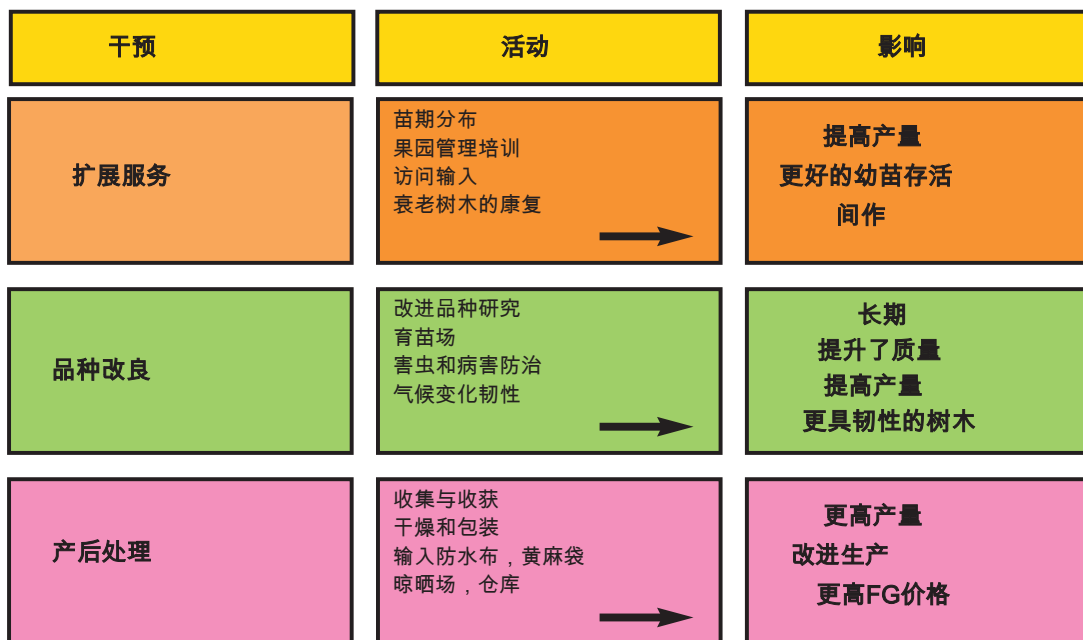 干预
活动
影响
扩展服务
苗期分布
果园管理培训
访问输入
衰老树木的康复
提高产量
更好的幼苗存活
间作
品种改良
改进品种研究
育苗场
害虫和病害防治
气候变化韧性
长期
提升了质量
提高产量
更具韧性的树木
产后处理
收集与收获
干燥和包装
输入防水布，黄麻袋
晾晒场，仓库
更高产量
改进生产
更高FG价格